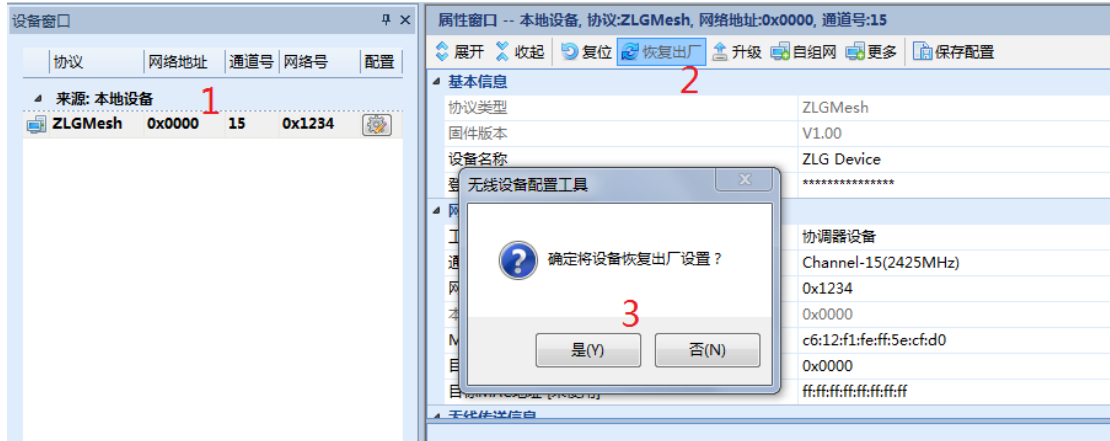 设备窗口
协议 网络地址 通道号 网络号 配置
来源: 本地设备
1
ZLGMesh 0x0000 15 0x1234
属性窗口 -- 本地设备, 协议:ZLGMesh, 网络地址:0x0000, 通道号:15
展开 收起 复位 恢复出厂 升级 自组网 更多 保存配置
2
基本信息
协议类型 ZLGMesh
固件版本 V1.00
设备名称 ZLG Device
***************
协调器设备
Channel-15(2425MHz)
0x1234
0x0000
c6:12:f1:fe:ff:5e:cf:d0
0x0000
ff:ff:ff:ff:ff:ff:ff:ff
无线传送信息
无线设备配置工具
确定将设备恢复出厂设置？
3
是(Y) 否(N)